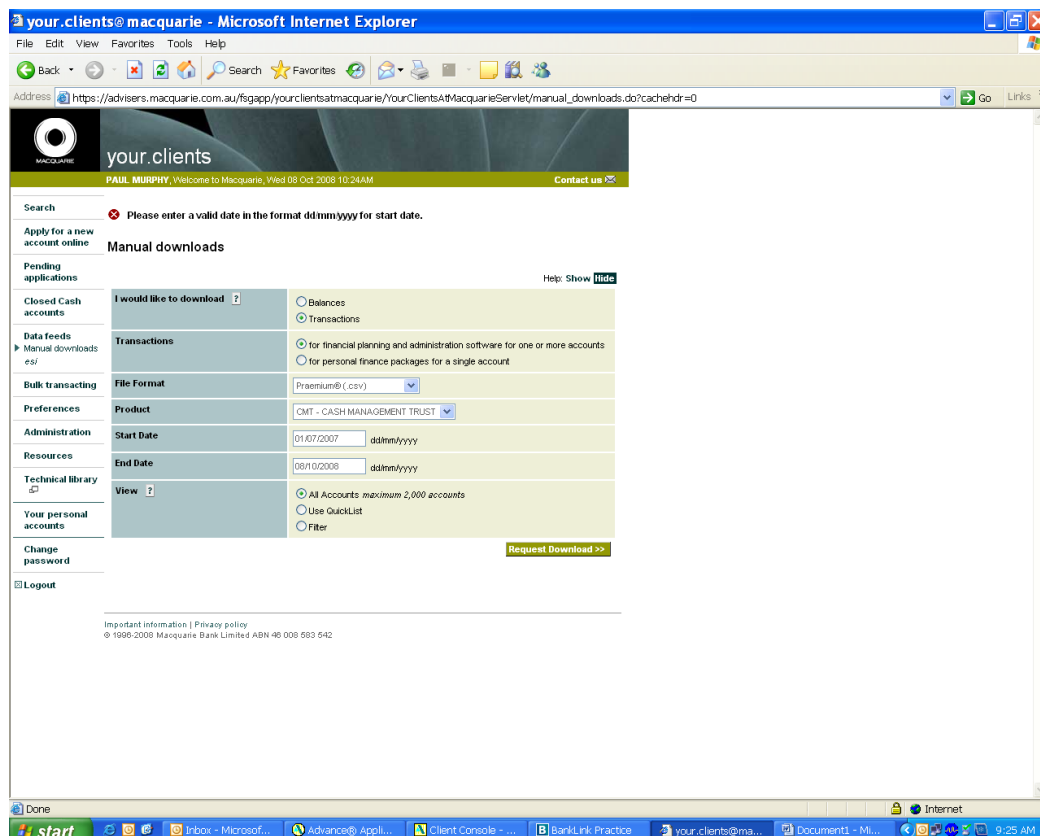 your.clients@macquarie - Microsoft Internet Explorer
File Edit View Favorites Tools Help
Back Search Favorites
Address https://advisers.macquarie.com.au/fsgapp/yourclientsatmacquarie/YourClientsAtMacquarieServlet/manual_downloads.do?cachehdr=0 Go Links
MACQUARIE
your.clients
PAUL MURPHY, Welcome to Macquarie, Wed 08 Oct 2008 10:24AM Contact us
Search
Apply for a new
account online
Pending
applications
Closed Cash
accounts
Data feeds
Manual downloads
esi
Bulk transacting
Preferences
Administration
Resources
Technical library
Your personal
accounts
Change
password
Logout
Please enter a valid date in the format dd/mm/yyyy for start date.
Manual downloads
Help: Show Hide
I would like to download ? Balances
Transactions
Transactions for financial planning and administration software for one or more accounts
for personal finance packages for a single account
File Format Praemium® (.csv)
Product CMT - CASH MANAGEMENT TRUST
Start Date 01/07/2007 dd/mm/yyyy
End Date 08/10/2008 dd/mm/yyyy
View ? All Accounts maximum 2,000 accounts
Use QuickList
Filter
Request Download >>
Important information | Privacy policy
© 1996-2008 Macquarie Bank Limited ABN 46 008 583 542
Done Internet
start Inbox - Microsof... Advance® Appli... Client Console - ... BankLink Practice your.clients@ma... Document1 - Mi... 9:25 AM